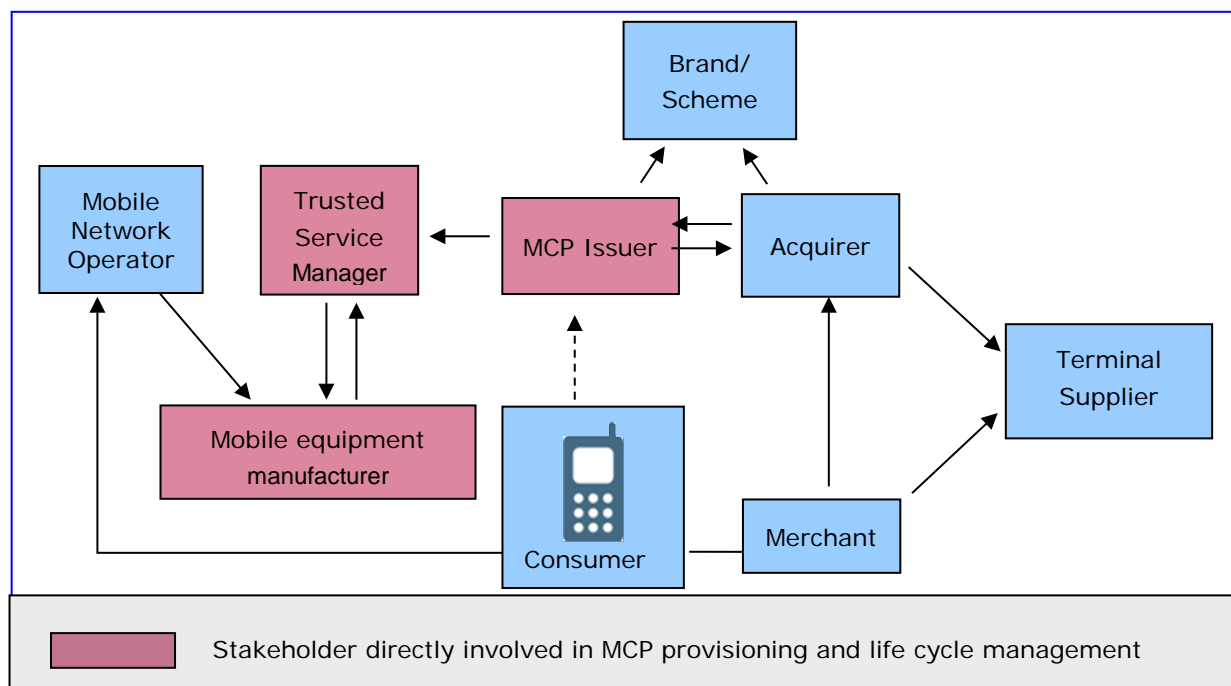 Brand/
Scheme
Mobile
Network
Operator
Trusted
Service
Manager
MCP Issuer
Acquirer
Terminal
Supplier
Mobile equipment
manufacturer
Consumer
Merchant
Stakeholder directly involved in MCP provisioning and life cycle management